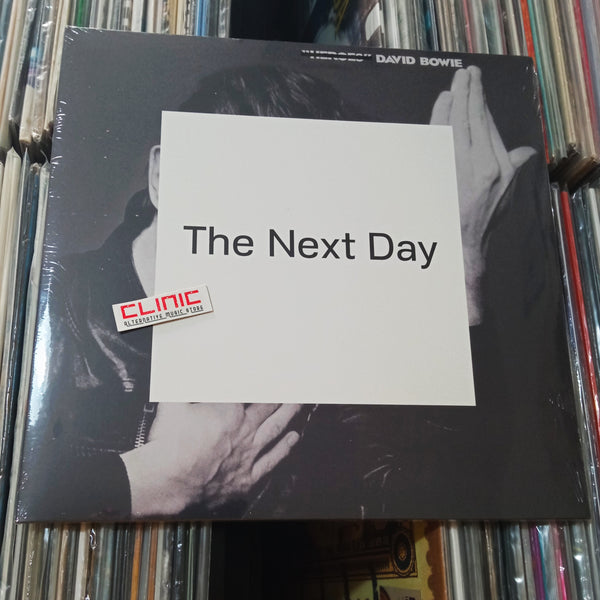 "HEROES" DAVID BOWIE
The Next Day
CLINIC
ALTERNATIVE MUSIC STORE